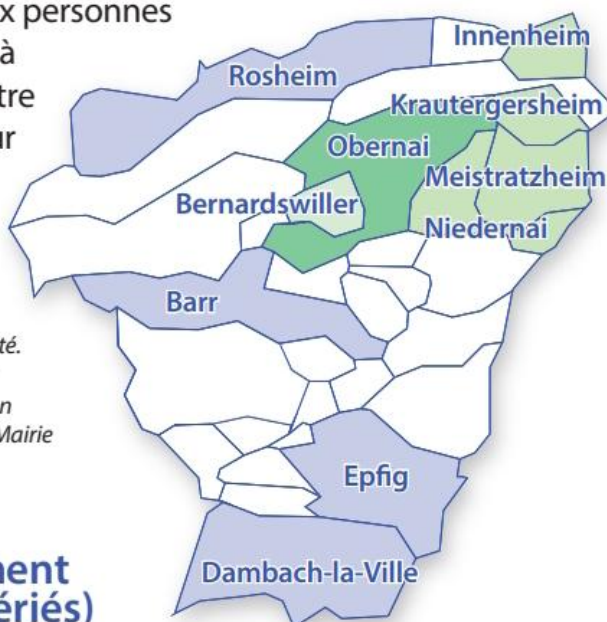 x personnes
à
tre
ur
té.
n
Mairie
ment
ériés)
Innenheim
Rosheim
Krautergersheim
Obernai
Meistratzheim
Bernardswiller
Niedernai
Barr
Epfig
Dambach-la-Ville